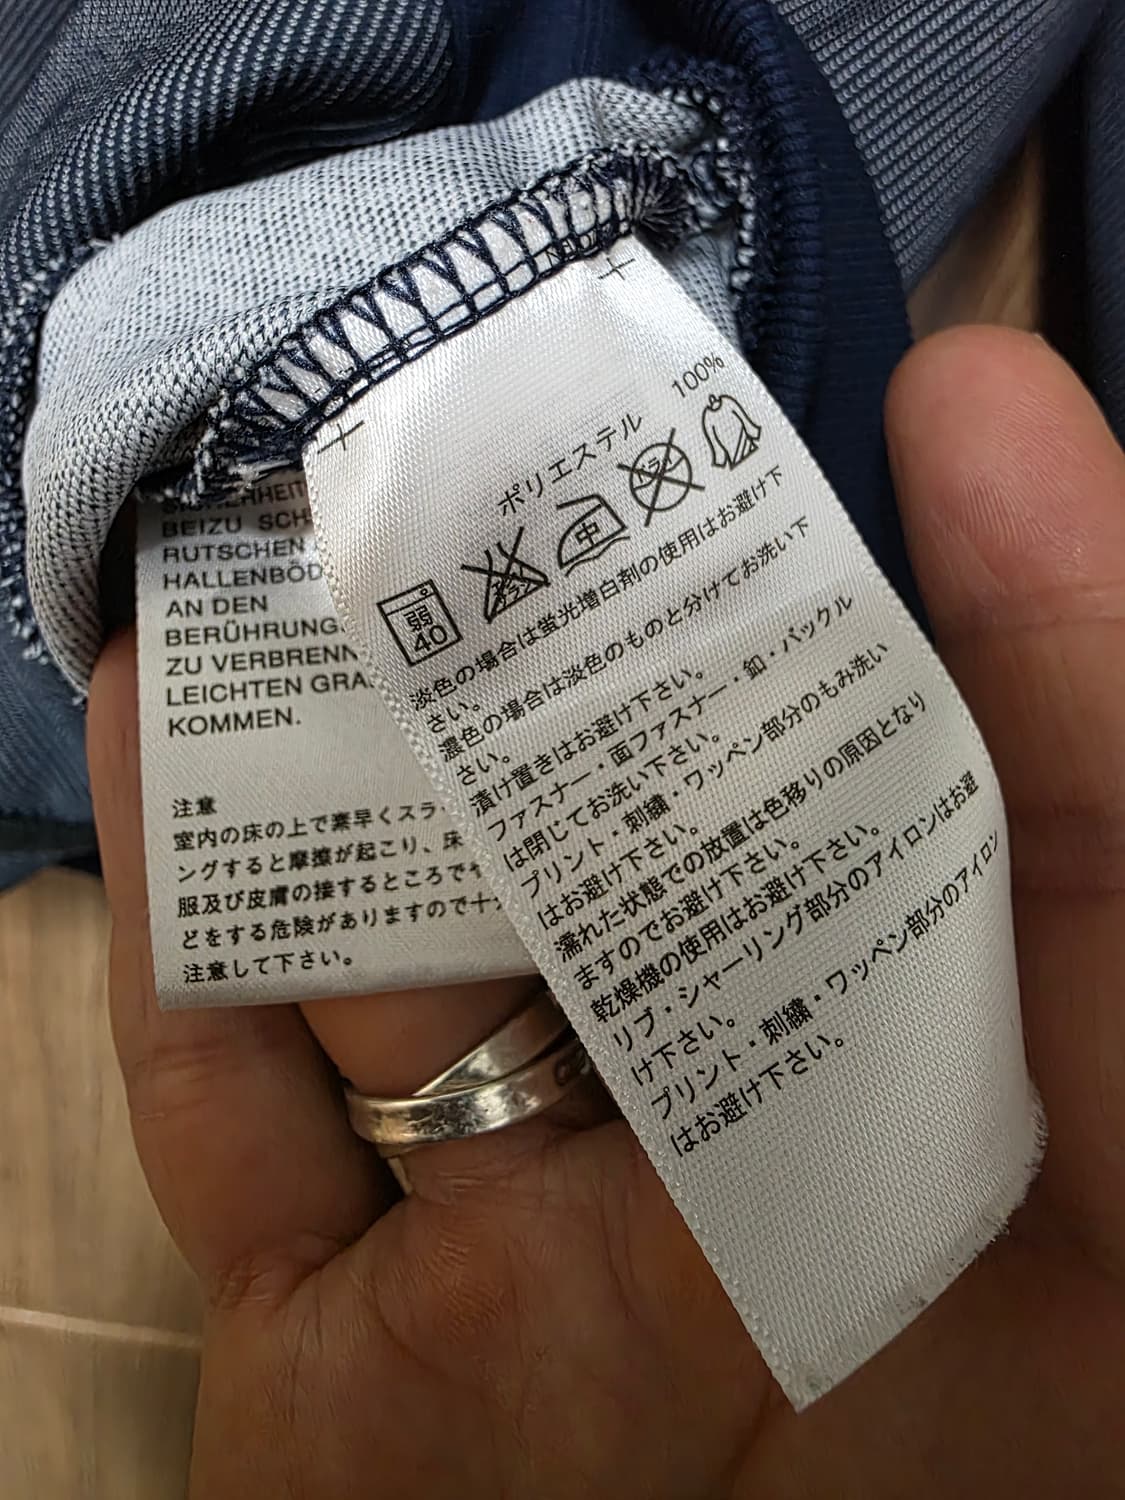 BEIZU SCH
RUTSCHEN
HALLENBÖD
AN DEN
BERÜHRUNG
ZU VERBRENN
LEICHTEN GRA
KOMMEN.
注意
室内の床の上で素早くスラ
ングすると摩擦が起こり、床
服及び皮膚の接するところでや
どをする危険がありますので十分
注意して下さい。
ポリエステル 100%
弱
40
中
淡色の場合は蛍光増白剤の使用はお避け下
さい。
濃色の場合は淡色のものと分けてお洗い下
さい。
漬け置きはお避け下さい。
ファスナー・面ファスナー・釦・バックル
は閉じてお洗い下さい。
プリント・刺繍・ワッペン部分のもみ洗い
はお避け下さい。
濡れた状態での放置は色移りの原因となり
ますのでお避け下さい。
乾燥機の使用はお避け下さい。
リブ・シャーリング部分のアイロンはお避
け下さい。
プリント・刺繍・ワッペン部分のアイロン
はお避け下さい。